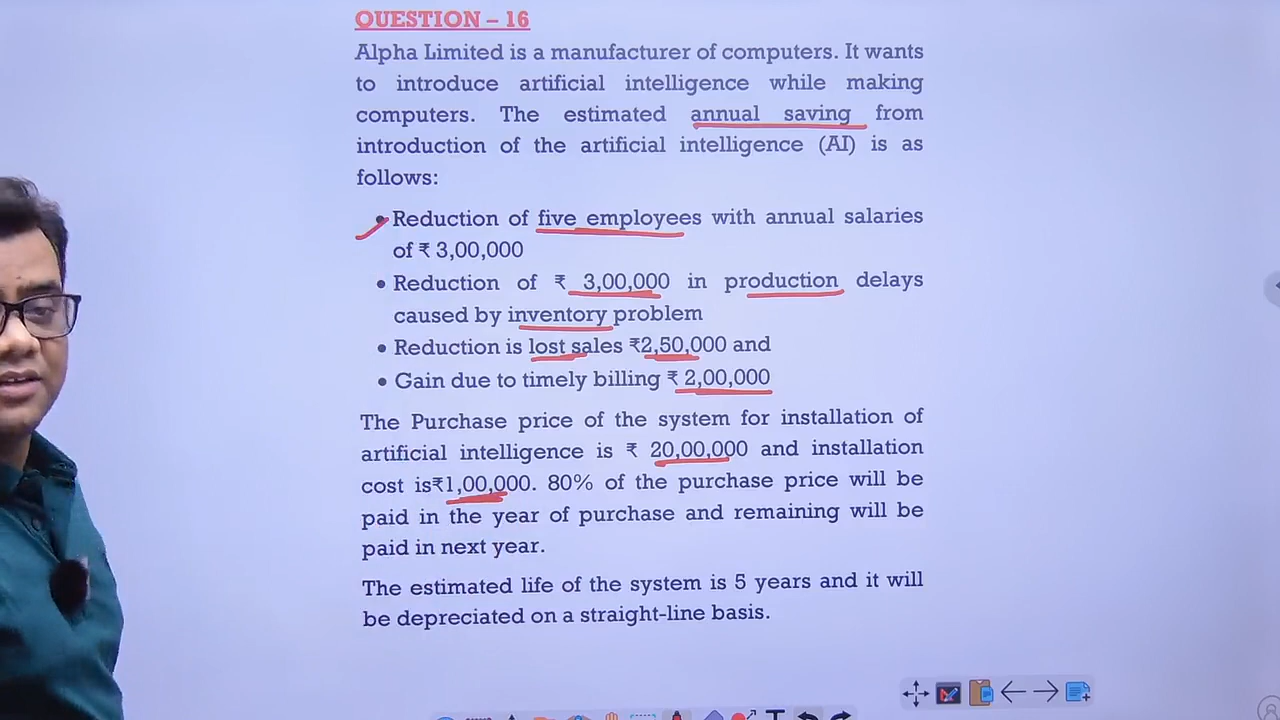 QUESTION – 16
Alpha Limited is a manufacturer of computers. It wants
to introduce artificial intelligence while making
computers. The estimated annual saving from
introduction of the artificial intelligence (AI) is as
follows:
• Reduction of five employees with annual salaries
of ₹ 3,00,000
• Reduction of ₹ 3,00,000 in production delays
caused by inventory problem
• Reduction is lost sales ₹2,50,000 and
• Gain due to timely billing ₹ 2,00,000
The Purchase price of the system for installation of
artificial intelligence is ₹ 20,00,000 and installation
cost is₹1,00,000. 80% of the purchase price will be
paid in the year of purchase and remaining will be
paid in next year.
The estimated life of the system is 5 years and it will
be depreciated on a straight-line basis.
T